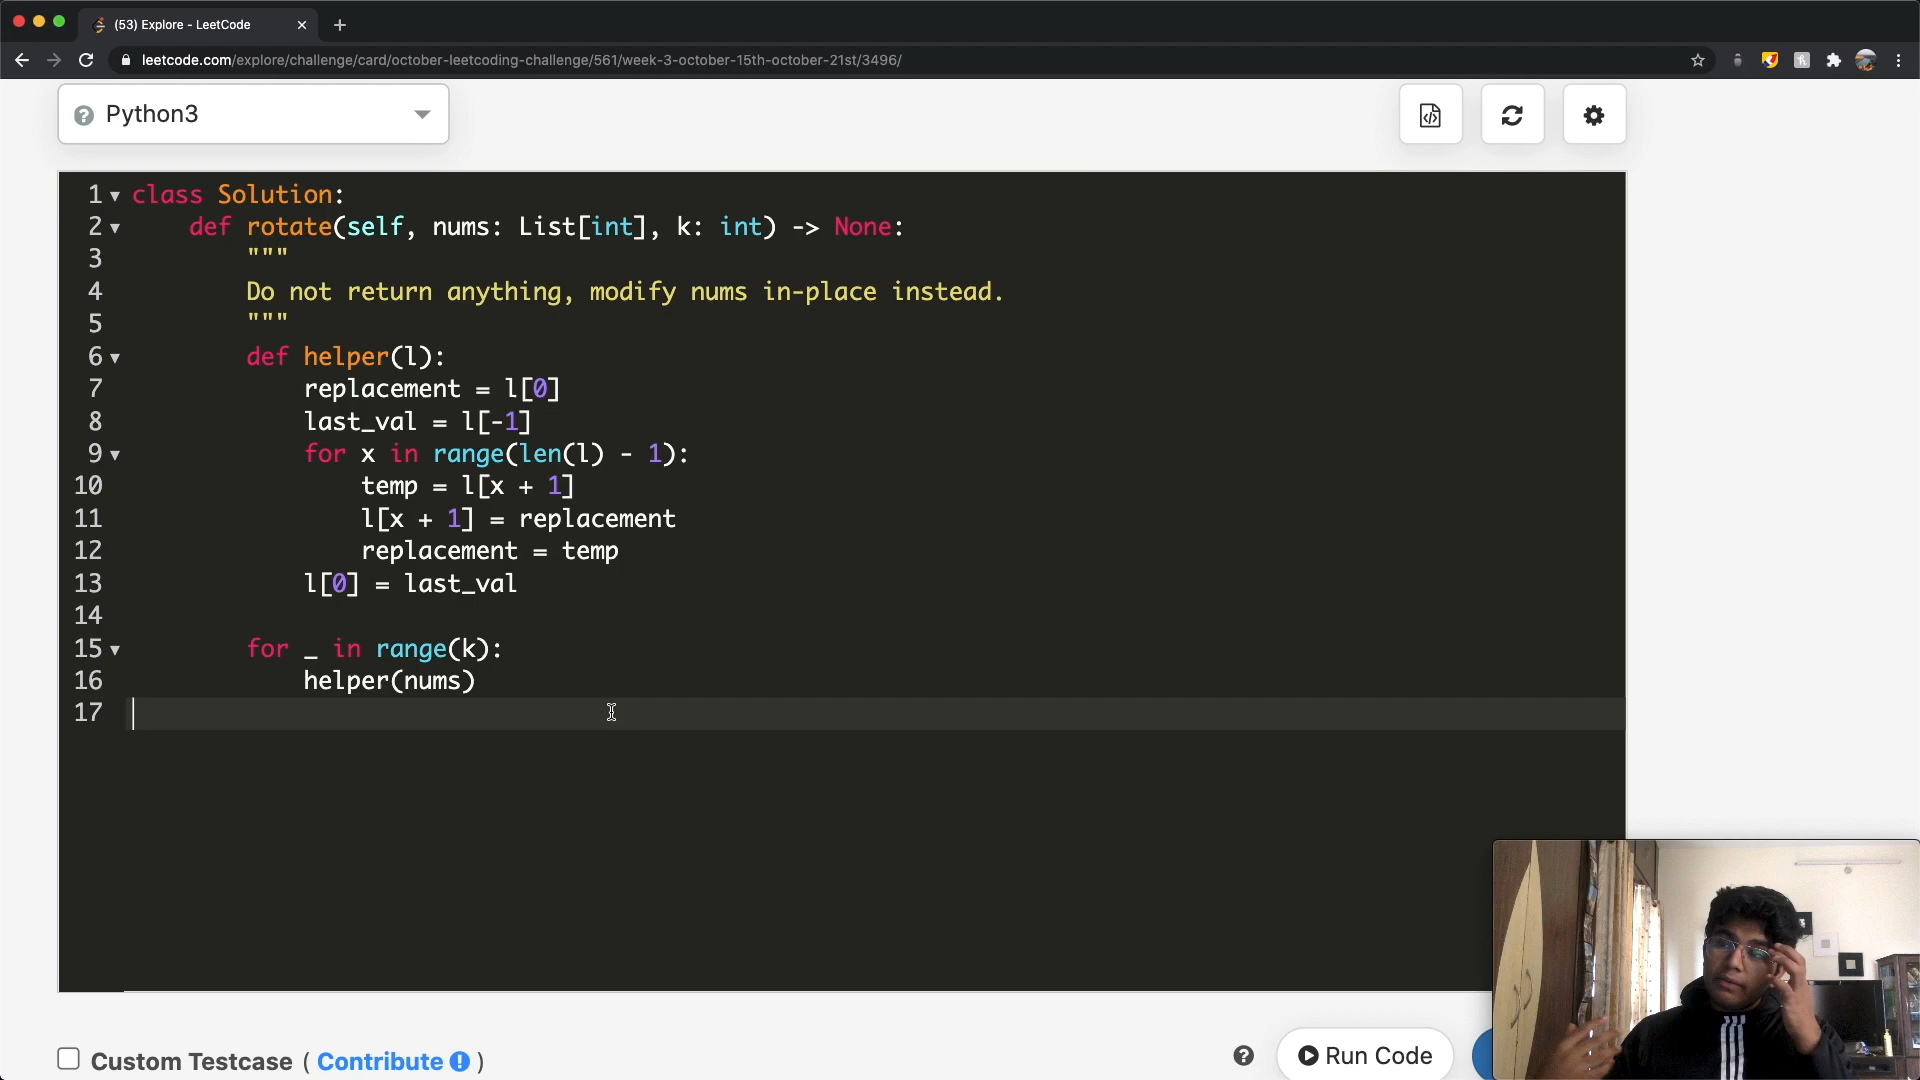 (53) Explore - LeetCode
leetcode.com/explore/challenge/card/october-leetcoding-challenge/561/week-3-october-15th-october-21st/3496/
Python3
1 class Solution:
2     def rotate(self, nums: List[int], k: int) -> None:
3         """
4         Do not return anything, modify nums in-place instead.
5         """
6         def helper(l):
7             replacement = l[0]
8             last_val = l[-1]
9             for x in range(len(l) - 1):
10                 temp = l[x + 1]
11                 l[x + 1] = replacement
12                 replacement = temp
13             l[0] = last_val
14
15         for _ in range(k):
16             helper(nums)
17
Custom Testcase ( Contribute )
Run Code